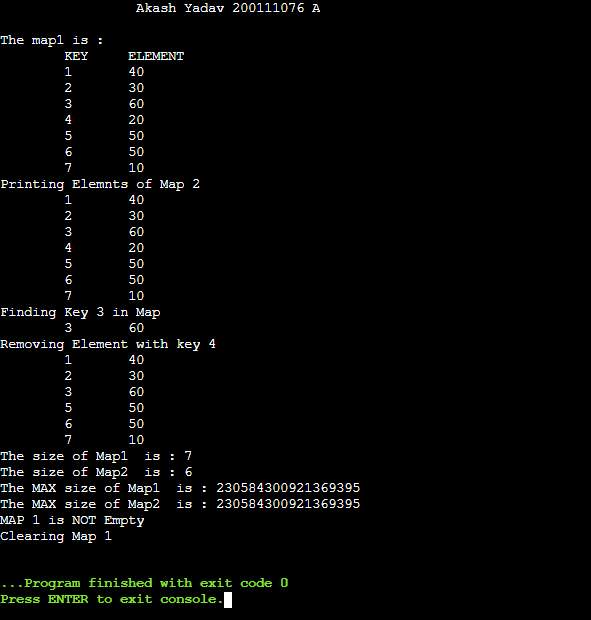 Akash Yadav 200111076 A
The map1 is :
KEY ELEMENT
1 40
2 30
3 60
4 20
5 50
6 50
7 10
Printing Elemnts of Map 2
1 40
2 30
3 60
4 20
5 50
6 50
7 10
Finding Key 3 in Map
3 60
Removing Element with key 4
1 40
2 30
3 60
5 50
6 50
7 10
The size of Map1  is : 7
The size of Map2  is : 6
The MAX size of Map1  is : 230584300921369395
The MAX size of Map2  is : 230584300921369395
MAP 1 is NOT Empty
Clearing Map 1
...Program finished with exit code 0
Press ENTER to exit console.